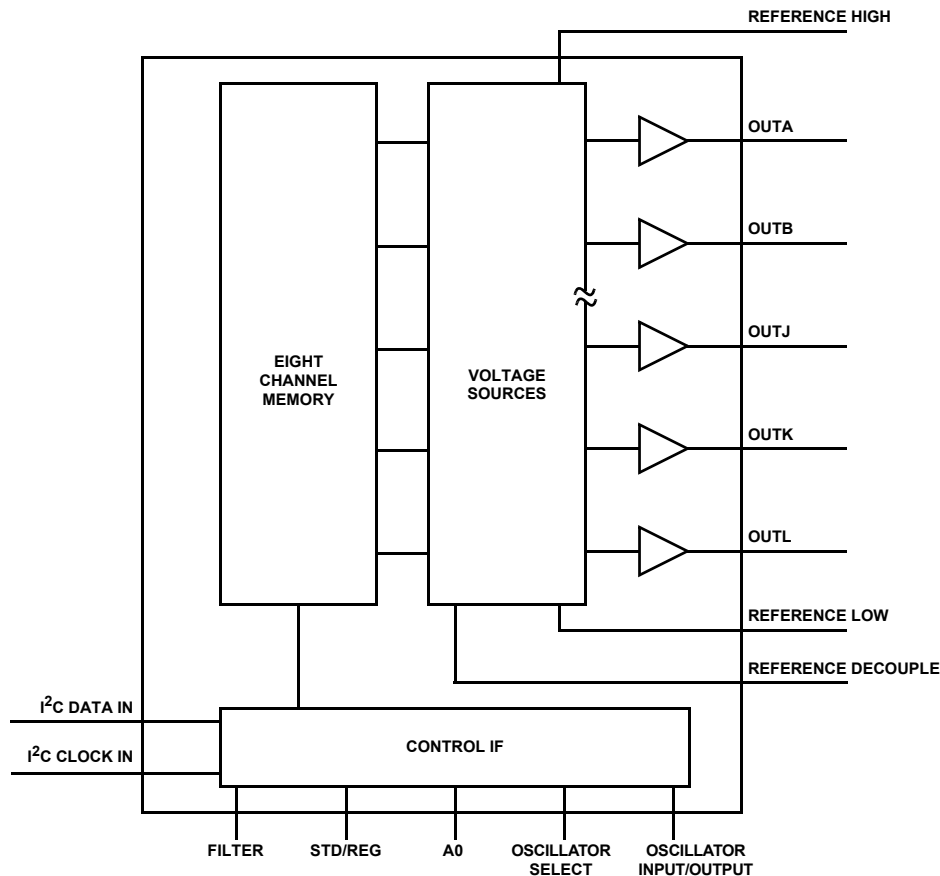 REFERENCE HIGH
OUTA
OUTB
OUTJ
EIGHT
CHANNEL
MEMORY
VOLTAGE
SOURCES
OUTK
OUTL
REFERENCE LOW
REFERENCE DECOUPLE
I²C DATA IN
I²C CLOCK IN
CONTROL IF
FILTER
STD/REG
A0
OSCILLATOR
SELECT
OSCILLATOR
INPUT/OUTPUT